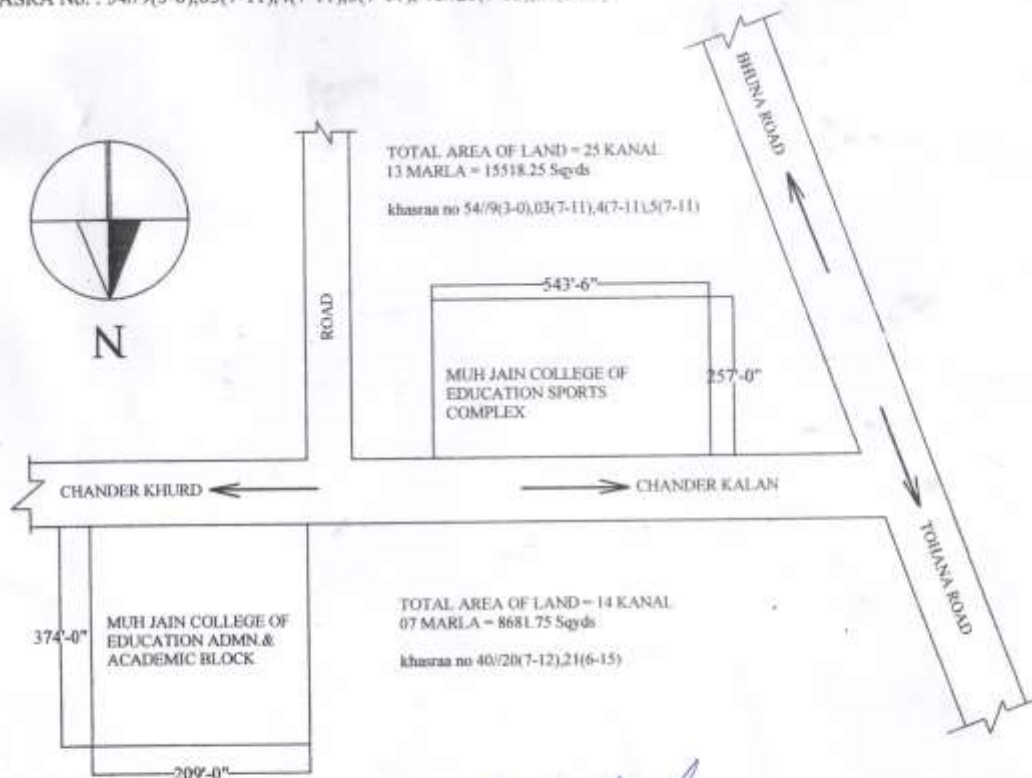 TOTAL AREA OF LAND = 25 KANAL
13 MARLA = 15518.25 Sqyds
khasraa no 54//9(3-0),03(7-11),4(7-11),5(7-11)
BHUNA ROAD
ROAD
N
543'-6"
257'-0"
MUH JAIN COLLEGE OF
EDUCATION SPORTS
COMPLEX
CHANDER KHURD
CHANDER KALAN
TOHANA ROAD
374'-0"
MUH JAIN COLLEGE OF
EDUCATION ADMN.&
ACADEMIC BLOCK
209'-0"
TOTAL AREA OF LAND = 14 KANAL
07 MARLA = 8681.75 Sqyds
khasraa no 40//20(7-12),21(6-15)